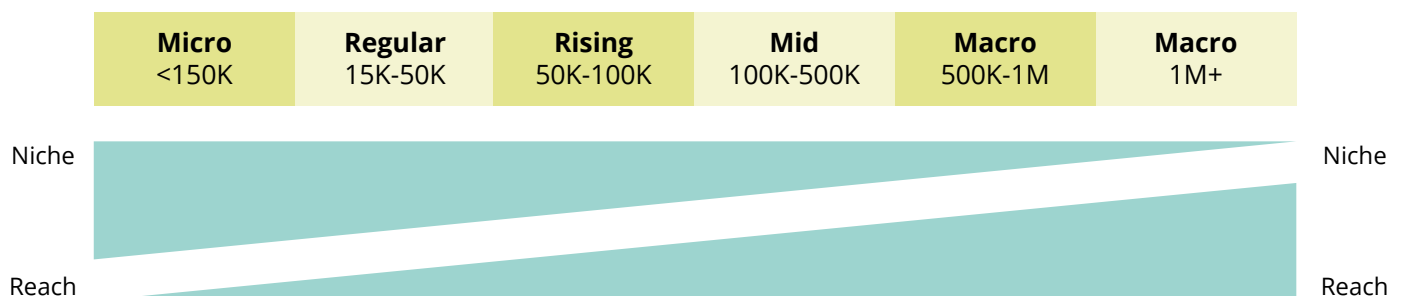 Micro
<150K
Regular
15K-50K
Rising
50K-100K
Mid
100K-500K
Macro
500K-1M
Macro
1M+
Niche
Niche
Reach
Reach